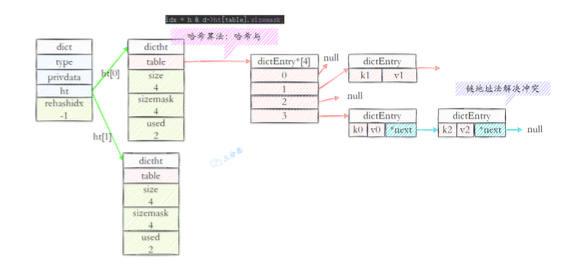 idx = h & d->ht[table].sizemask
哈希算法：哈希与
dict
type
privdata
ht
rehashidx
-1
ht[0]
ht[1]
dictht
table
size
4
sizemask
4
used
2
dictht
table
size
4
sizemask
4
used
2
dictEntry*[4]
0
1
2
3
null
null
dictEntry
k1 v1
链地址法解决冲突
dictEntry
k0 v0 *next
dictEntry
k2 v2 *next
null